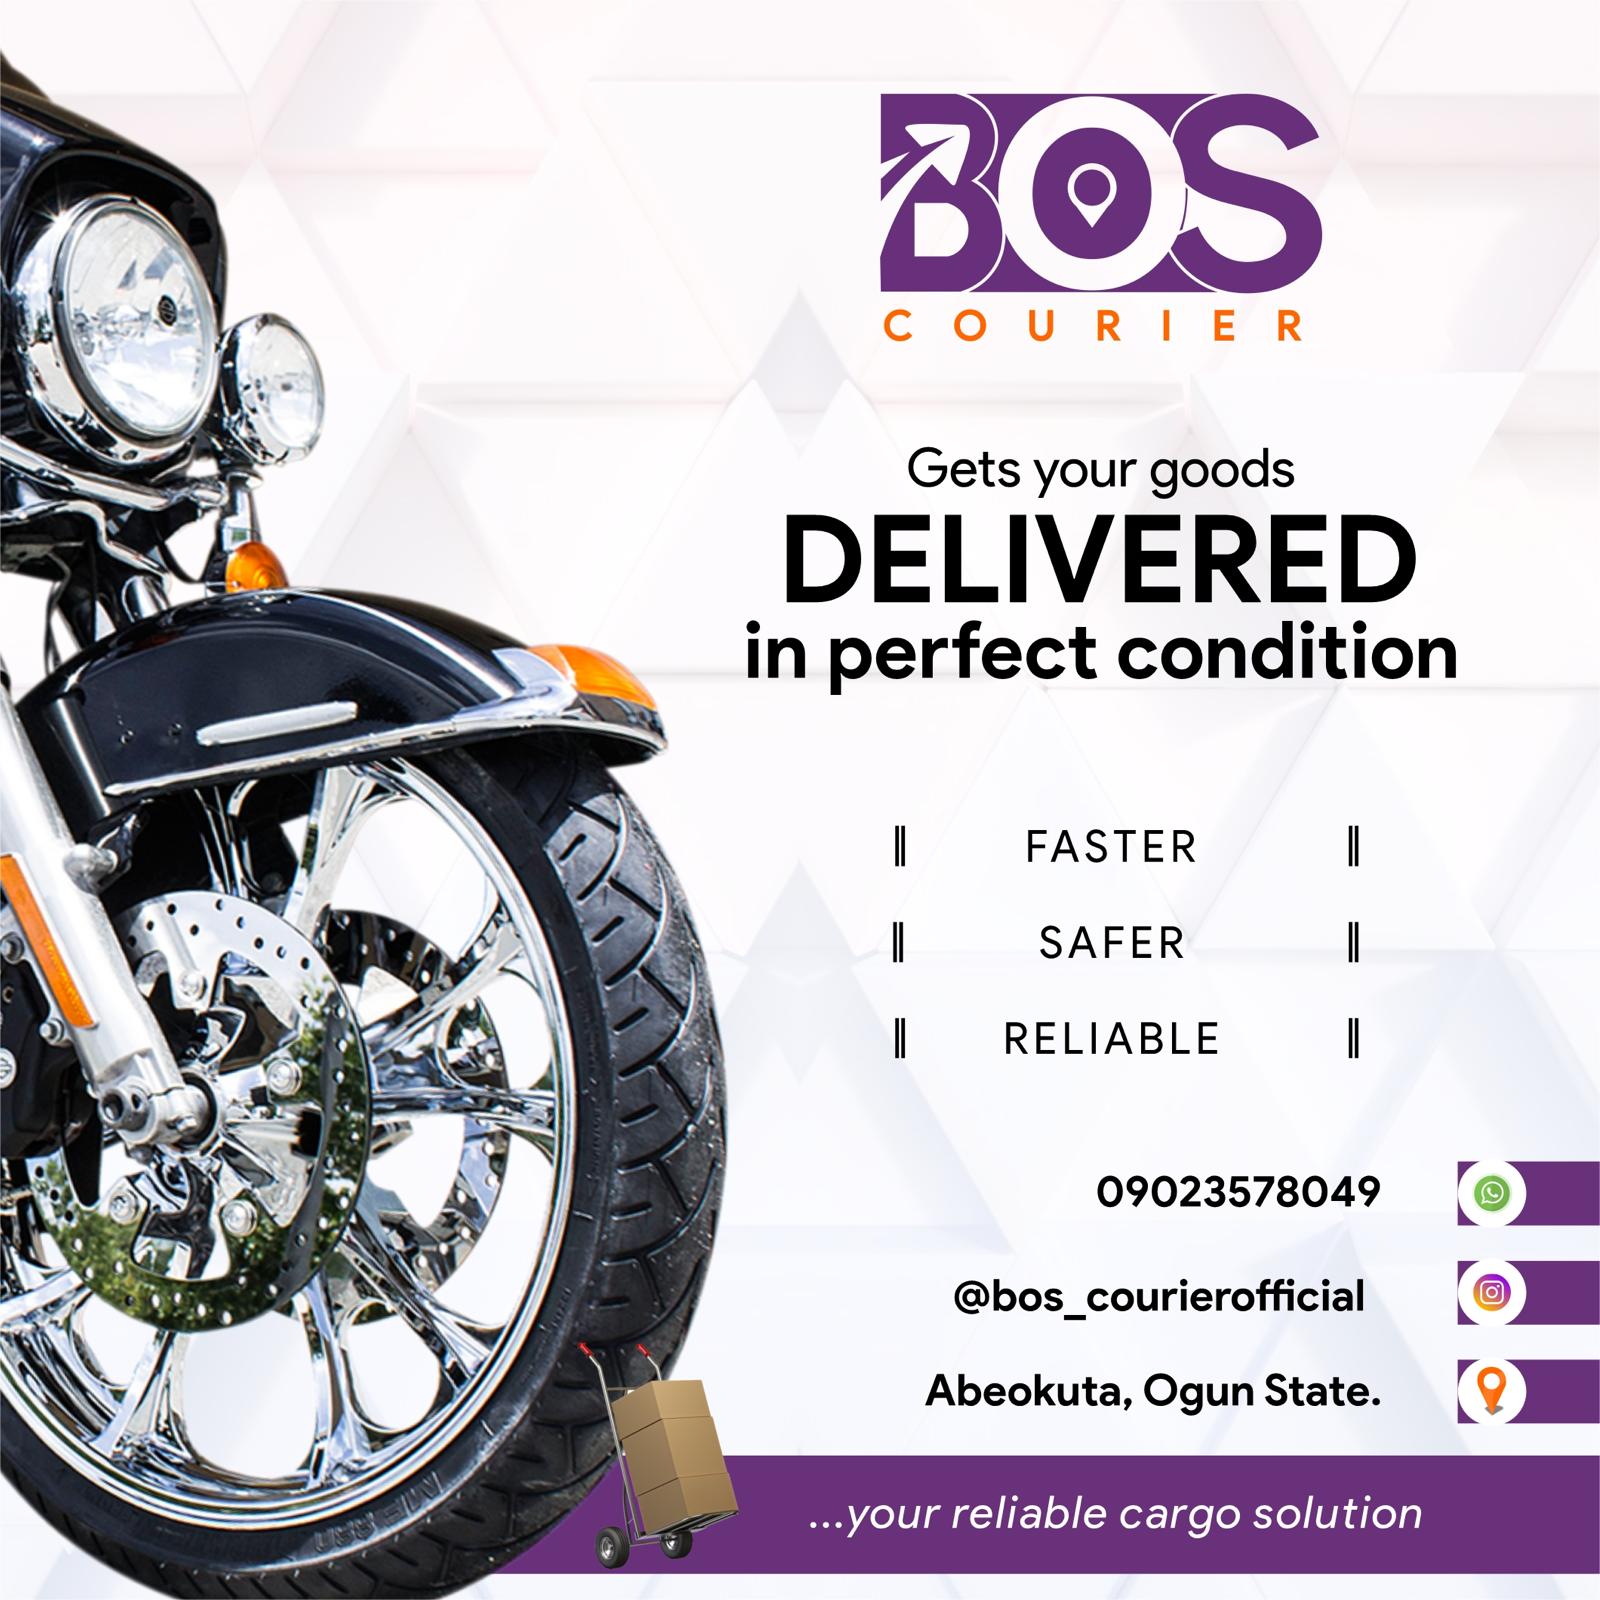 BOS
COURIER
Gets your goods
DELIVERED
in perfect condition
FASTER
SAFER
RELIABLE
09023578049
@bos_courierofficial
Abeokuta, Ogun State.
...your reliable cargo solution